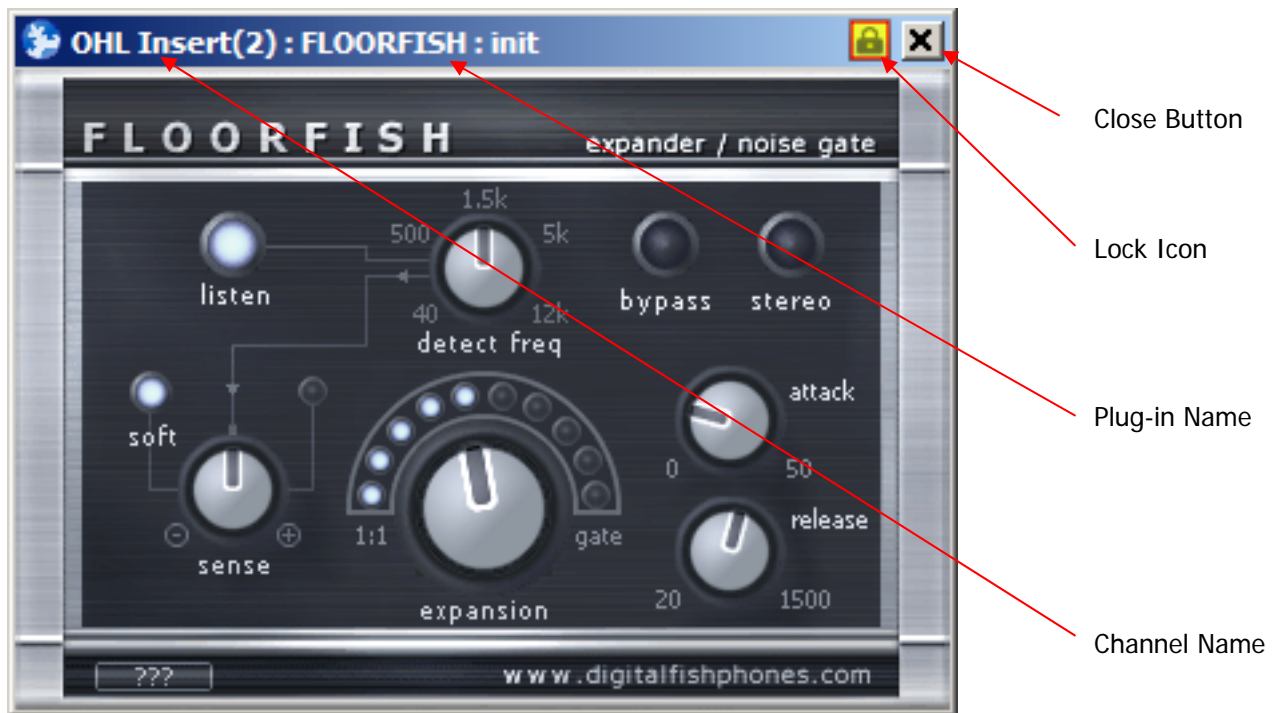 OHL Insert(2) : FLOORFISH : init
Close Button
FLOORFISH
expander / noise gate
1.5k
500
5k
Lock Icon
listen
bypass
stereo
40
12k
detect freq
attack
Plug-in Name
soft
0
50
release
1:1
gate
sense
20
1500
expansion
Channel Name
???
www.digitalfishphones.com